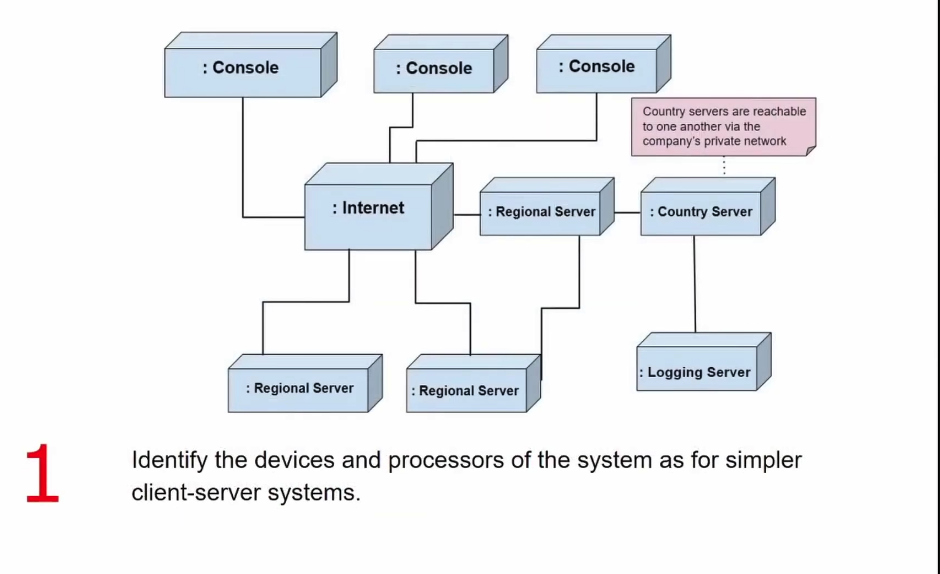 : Console
: Console
: Console
Country servers are reachable
to one another via the
company's private network
: Internet
: Regional Server
: Country Server
: Regional Server
: Regional Server
: Logging Server
1
Identify the devices and processors of the system as for simpler
client-server systems.